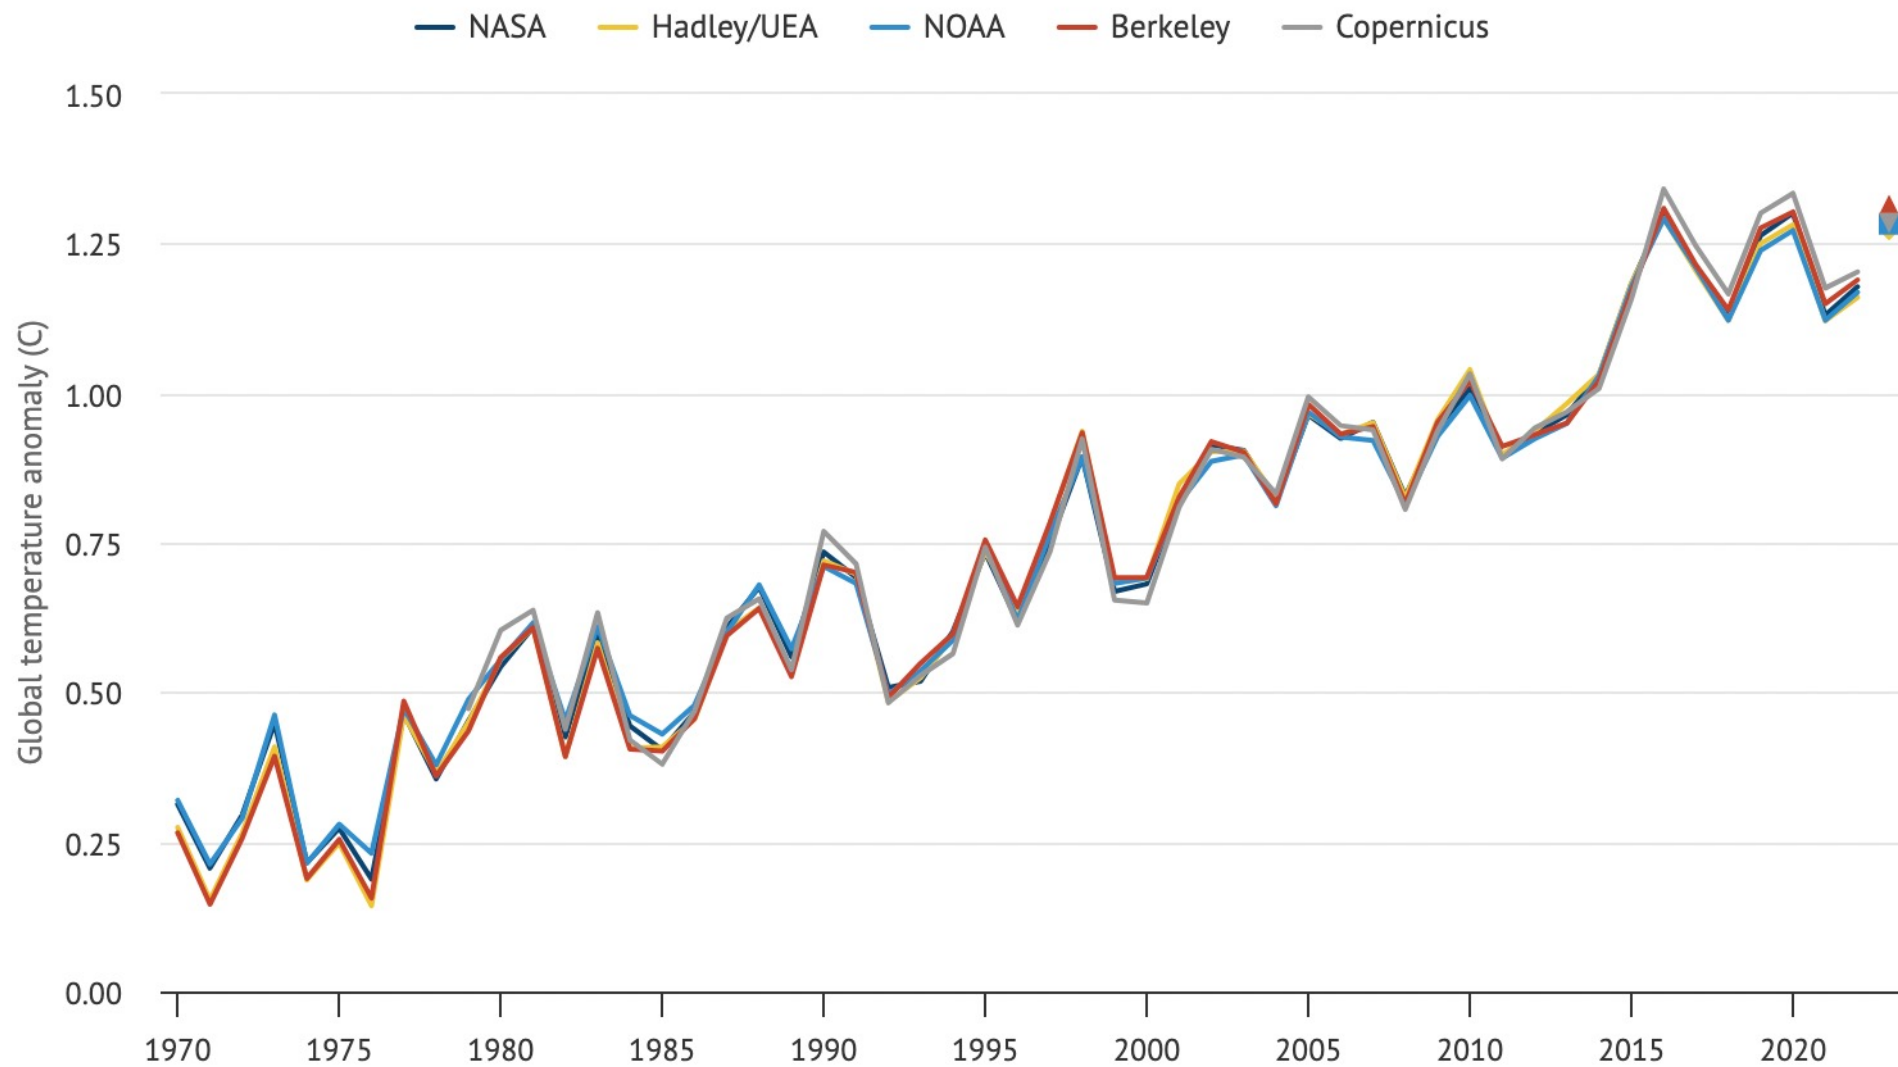 NASA Hadley/UEA NOAA Berkeley Copernicus
1.50
1.25
1.00
0.75
0.50
0.25
0.00
Global temperature anomaly (C)
1970 1975 1980 1985 1990 1995 2000 2005 2010 2015 2020